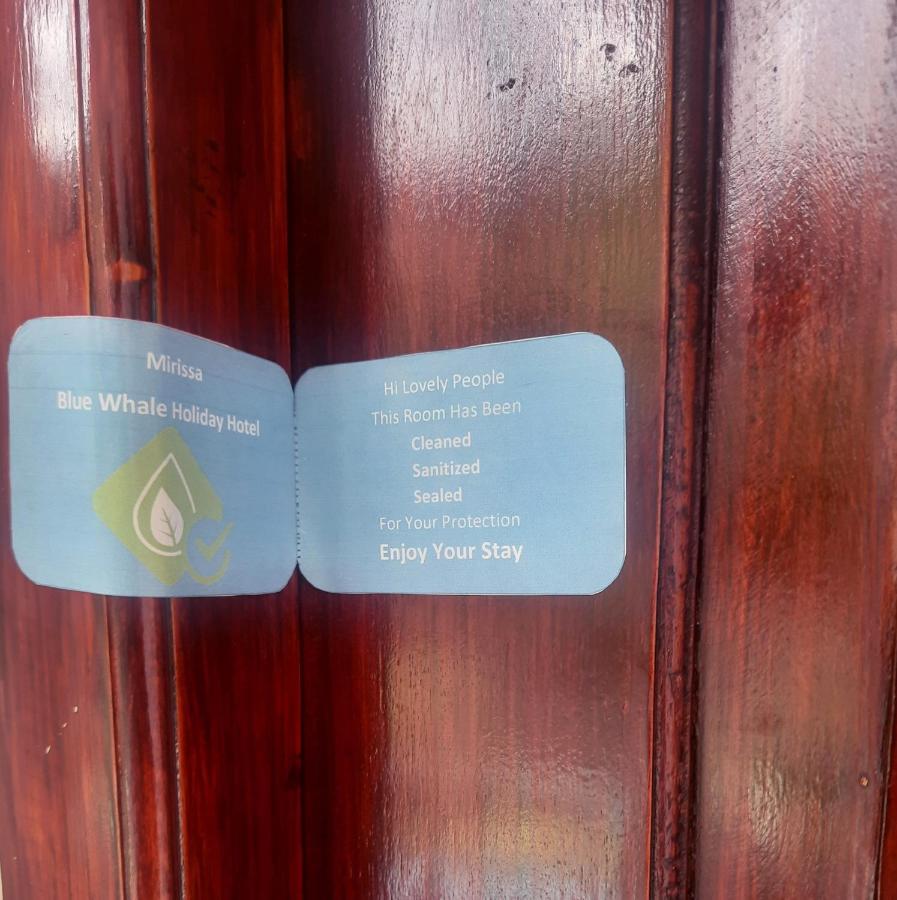 Mirissa
Blue Whale Holiday Hotel
Hi Lovely People
This Room Has Been
Cleaned
Sanitized
Sealed
For Your Protection
Enjoy Your Stay